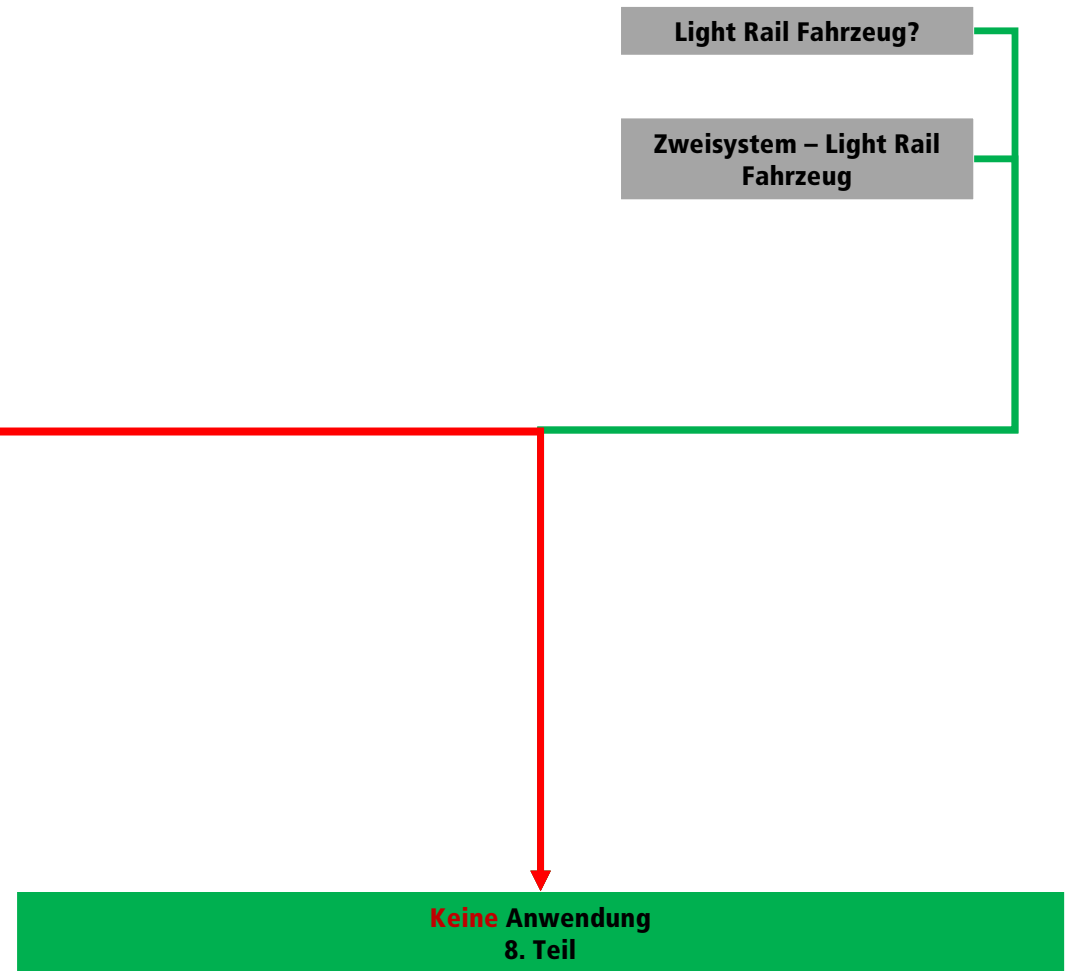 Light Rail Fahrzeug?
Zweisystem – Light Rail
Fahrzeug
Keine Anwendung
8. Teil